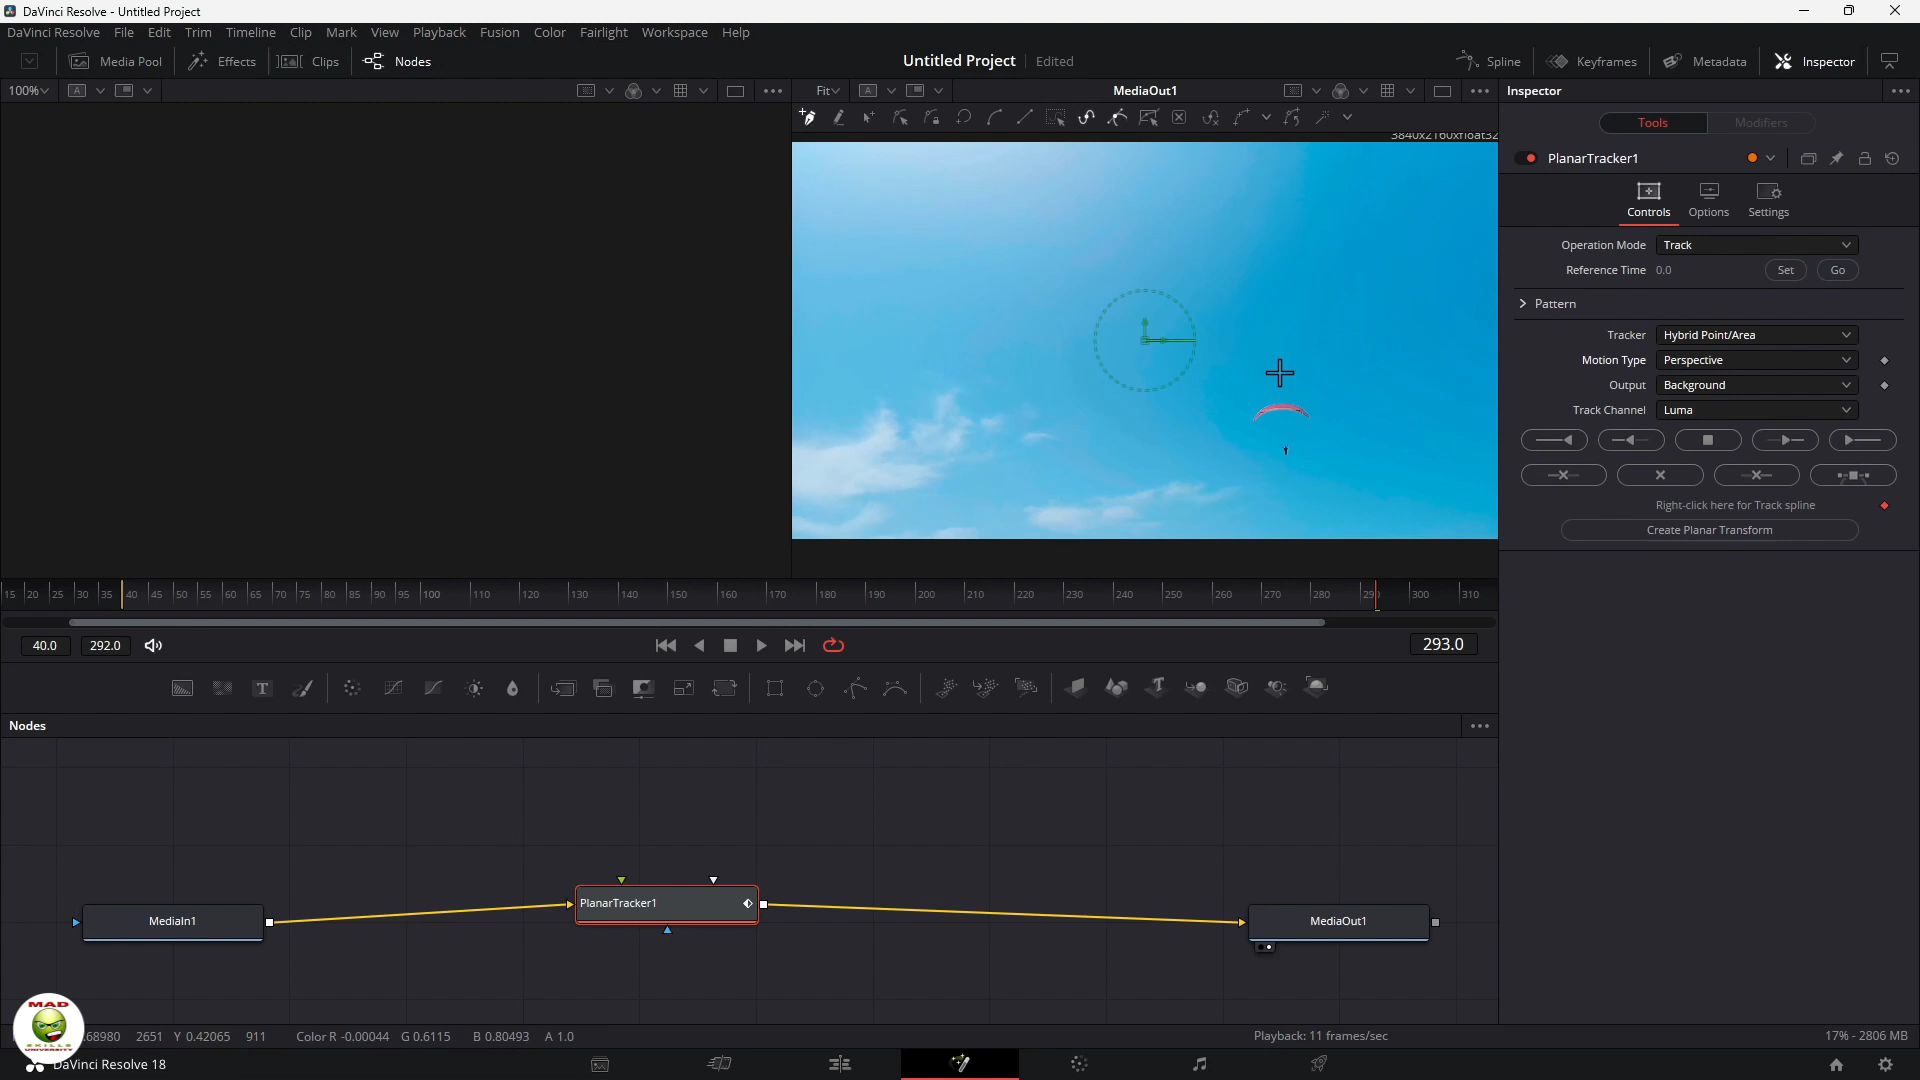 DaVinci Resolve - Untitled Project
DaVinci Resolve File Edit Trim Timeline Clip Mark View Playback Fusion Color Fairlight Workspace Help
Media Pool Effects Clips Nodes Untitled Project Edited Spline Keyframes Metadata Inspector
100% A Fit A MediaOut1 Inspector
3840x2160xfloat32
Tools Modifiers
PlanarTracker1
Controls Options Settings
Operation Mode Track
Reference Time 0.0 Set Go
Pattern
Tracker Hybrid Point/Area
Motion Type Perspective
Output Background
Track Channel Luma
Right-click here for Track spline
Create Planar Transform
15 20 25 30 35 40 45 50 55 60 65 70 75 80 85 90 95 100 110 120 130 140 150 160 170 180 190 200 210 220 230 240 250 260 270 280 290 300 310
40.0 292.0 293.0
T T
Nodes
PlanarTracker1
MediaIn1 MediaOut1
MAD
SKILLS
UNIVERSITY
.68980 2651 Y 0.42065 911 Color R -0.00044 G 0.6115 B 0.80493 A 1.0 Playback: 11 frames/sec 17% - 2806 MB
DaVinci Resolve 18